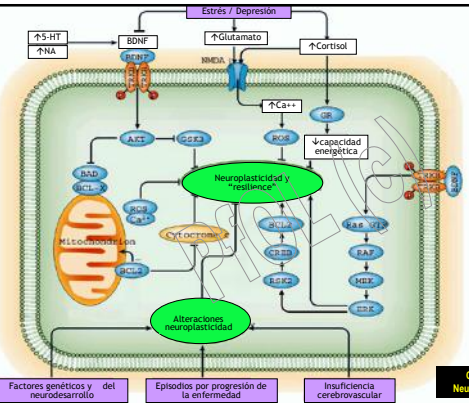 Estrés / Depresión
↑5-HT
↑NA
BDNF
BDNF
↑Glutamato
NMDA
↑Cortisol
↑Ca++
GR
AKT
GSK3
ROS
↓capacidad
energética
BAD
BCL-X
Neuroplasticidad y
“resilience”
ROS
Ca++
BDNF
Mitochondrion
BCL2
BCL2
Ras GTP
CREB
RAF
RSK2
MEK
ERK
Alteraciones
neuroplasticidad
Factores genéticos y del
neurodesarrollo
Episodios por progresión de
la enfermedad
Insuficiencia
cerebrovascular